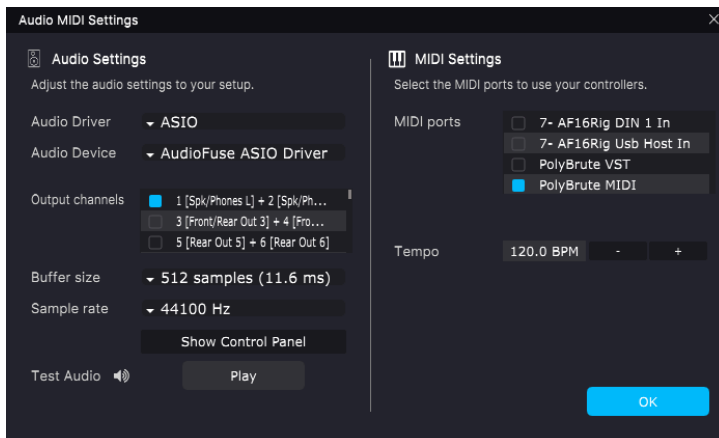 Audio MIDI Settings
Audio Settings
Adjust the audio settings to your setup.
Audio Driver ASIO
Audio Device AudioFuse ASIO Driver
Output channels
1 [Spk/Phones L] + 2 [Spk/Ph...
3 [Front/Rear Out 3] + 4 [Fro...
5 [Rear Out 5] + 6 [Rear Out 6]
Buffer size 512 samples (11.6 ms)
Sample rate 44100 Hz
Show Control Panel
Test Audio Play
MIDI Settings
Select the MIDI ports to use your controllers.
MIDI ports
7- AF16Rig DIN 1 In
7- AF16Rig Usb Host In
PolyBrute VST
PolyBrute MIDI
Tempo 120.0 BPM - +
OK